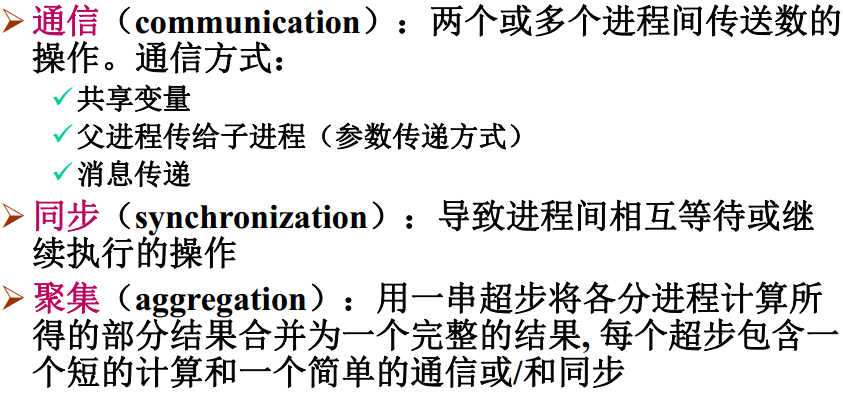 ➢ 通信（communication）：两个或多个进程间传送数的
操作。通信方式：
✓共享变量
✓父进程传给子进程（参数传递方式）
✓消息传递
➢ 同步（synchronization）：导致进程间相互等待或继
续执行的操作
➢ 聚集（aggregation）：用一串超步将各分进程计算所
得的部分结果合并为一个完整的结果, 每个超步包含一
个短的计算和一个简单的通信或/和同步